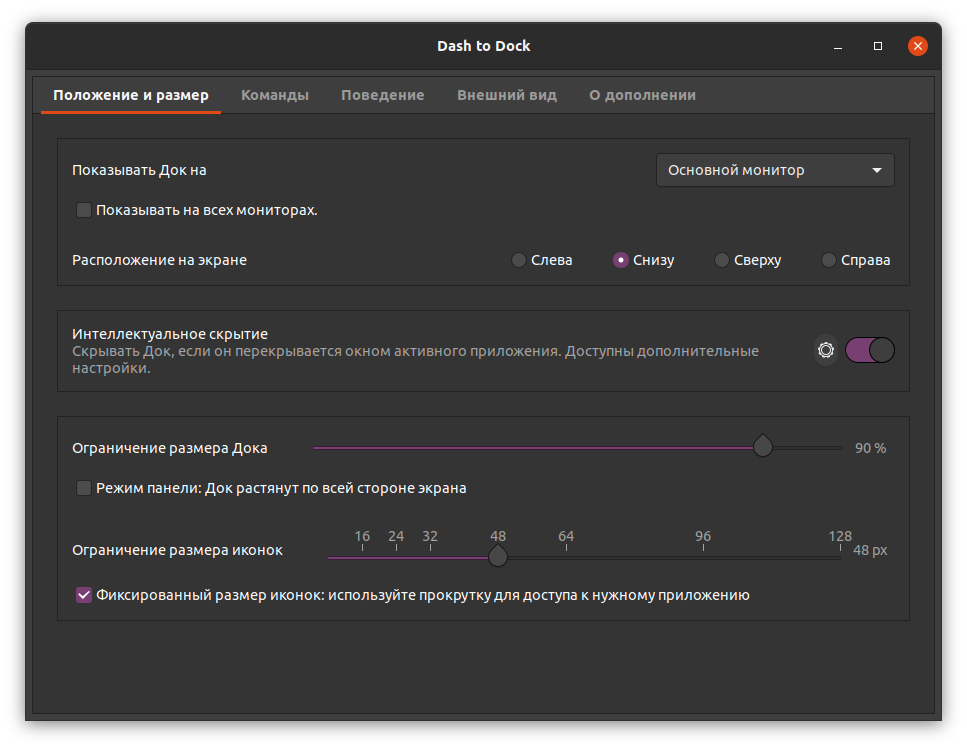 Dash to Dock
Положение и размер Команды Поведение Внешний вид О дополнении
Показывать Док на Основной монитор
Показывать на всех мониторах.
Расположение на экране Слева Снизу Сверху Справа
Интеллектуальное скрытие
Скрывать Док, если он перекрывается окном активного приложения. Доступны дополнительные
настройки.
Ограничение размера Дока 90 %
Режим панели: Док растянут по всей стороне экрана
16 24 32 48 64 96 128
Ограничение размера иконок 48 px
Фиксированный размер иконок: используйте прокрутку для доступа к нужному приложению